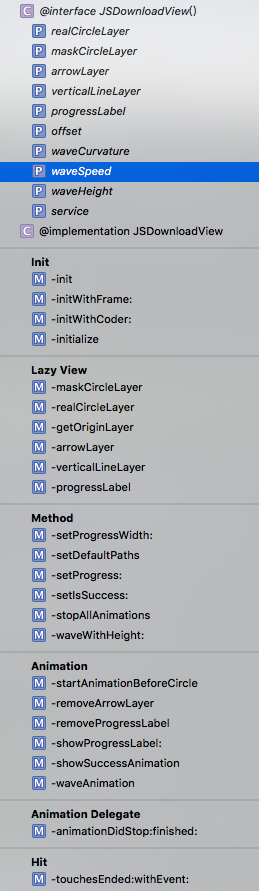 C @interface JSDownloadView()
P realCircleLayer
P maskCircleLayer
P arrowLayer
P verticalLineLayer
P progressLabel
P offset
P waveCurvature
P waveSpeed
P waveHeight
P service
C @implementation JSDownloadView
Init
M -init
M -initWithFrame:
M -initWithCoder:
M -initialize
Lazy View
M -maskCircleLayer
M -realCircleLayer
M -getOriginLayer
M -arrowLayer
M -verticalLineLayer
M -progressLabel
Method
M -setProgressWidth:
M -setDefaultPaths
M -setProgress:
M -setIsSuccess:
M -stopAllAnimations
M -waveWithHeight:
Animation
M -startAnimationBeforeCircle
M -removeArrowLayer
M -removeProgressLabel
M -showProgressLabel:
M -showSuccessAnimation
M -waveAnimation
Animation Delegate
M -animationDidStop:finished:
Hit
M -touchesEnded:withEvent: